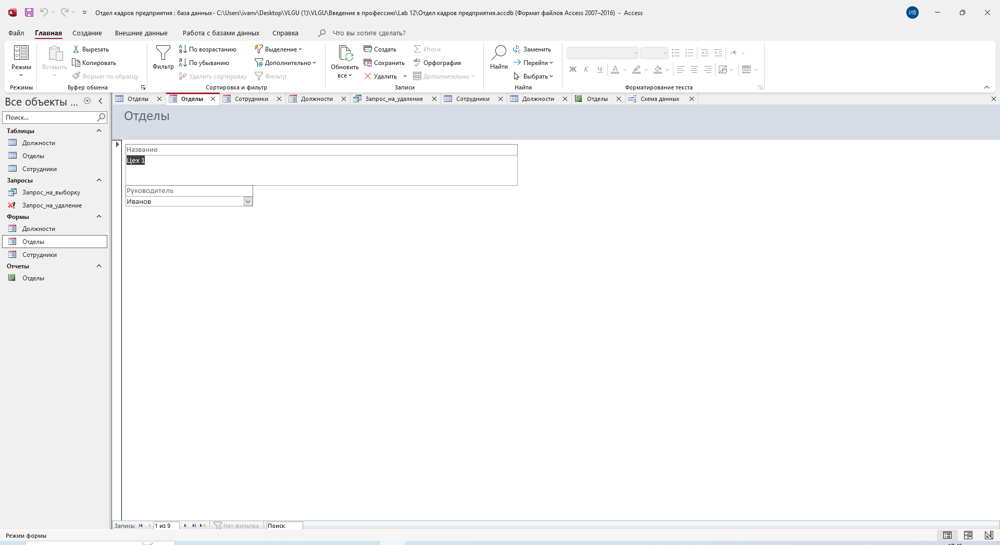 Отдел кадров предприятия : база данных- C:\Users\ivanv\Desktop\VLGU (1)\VLGU\Введение в профессию\Lab 12\Отдел кадров предприятия.accdb (Формат файлов Access 2007–2016) - Access
ИВ
Файл Главная Создание Внешние данные Работа с базами данных Справка Что вы хотите сделать?
Вырезать По возрастанию Выделение Создать Итоги Заменить
Режим Вставить Копировать Фильтр По убыванию Дополнительно Обновить все Сохранить Орфография Найти Перейти Ж К Ч А
Формат по образцу Удалить сортировку Фильтр Удалить Дополнительно Выбрать
Режимы Буфер обмена Сортировка и фильтр Записи Найти Форматирование текста
Все объекты ...
Отделы Отделы Сотрудники Должности Запрос_на_удаление Сотрудники Должности Отделы Схема данных
Поиск...
Таблицы
Должности
Отделы
Сотрудники
Запросы
Запрос_на_выборку
Запрос_на_удаление
Формы
Должности
Отделы
Сотрудники
Отчеты
Отделы
Отделы
Название
Цех 1
Руководитель
Иванов
Запись: 1 из 9 Нет фильтра Поиск
Режим формы